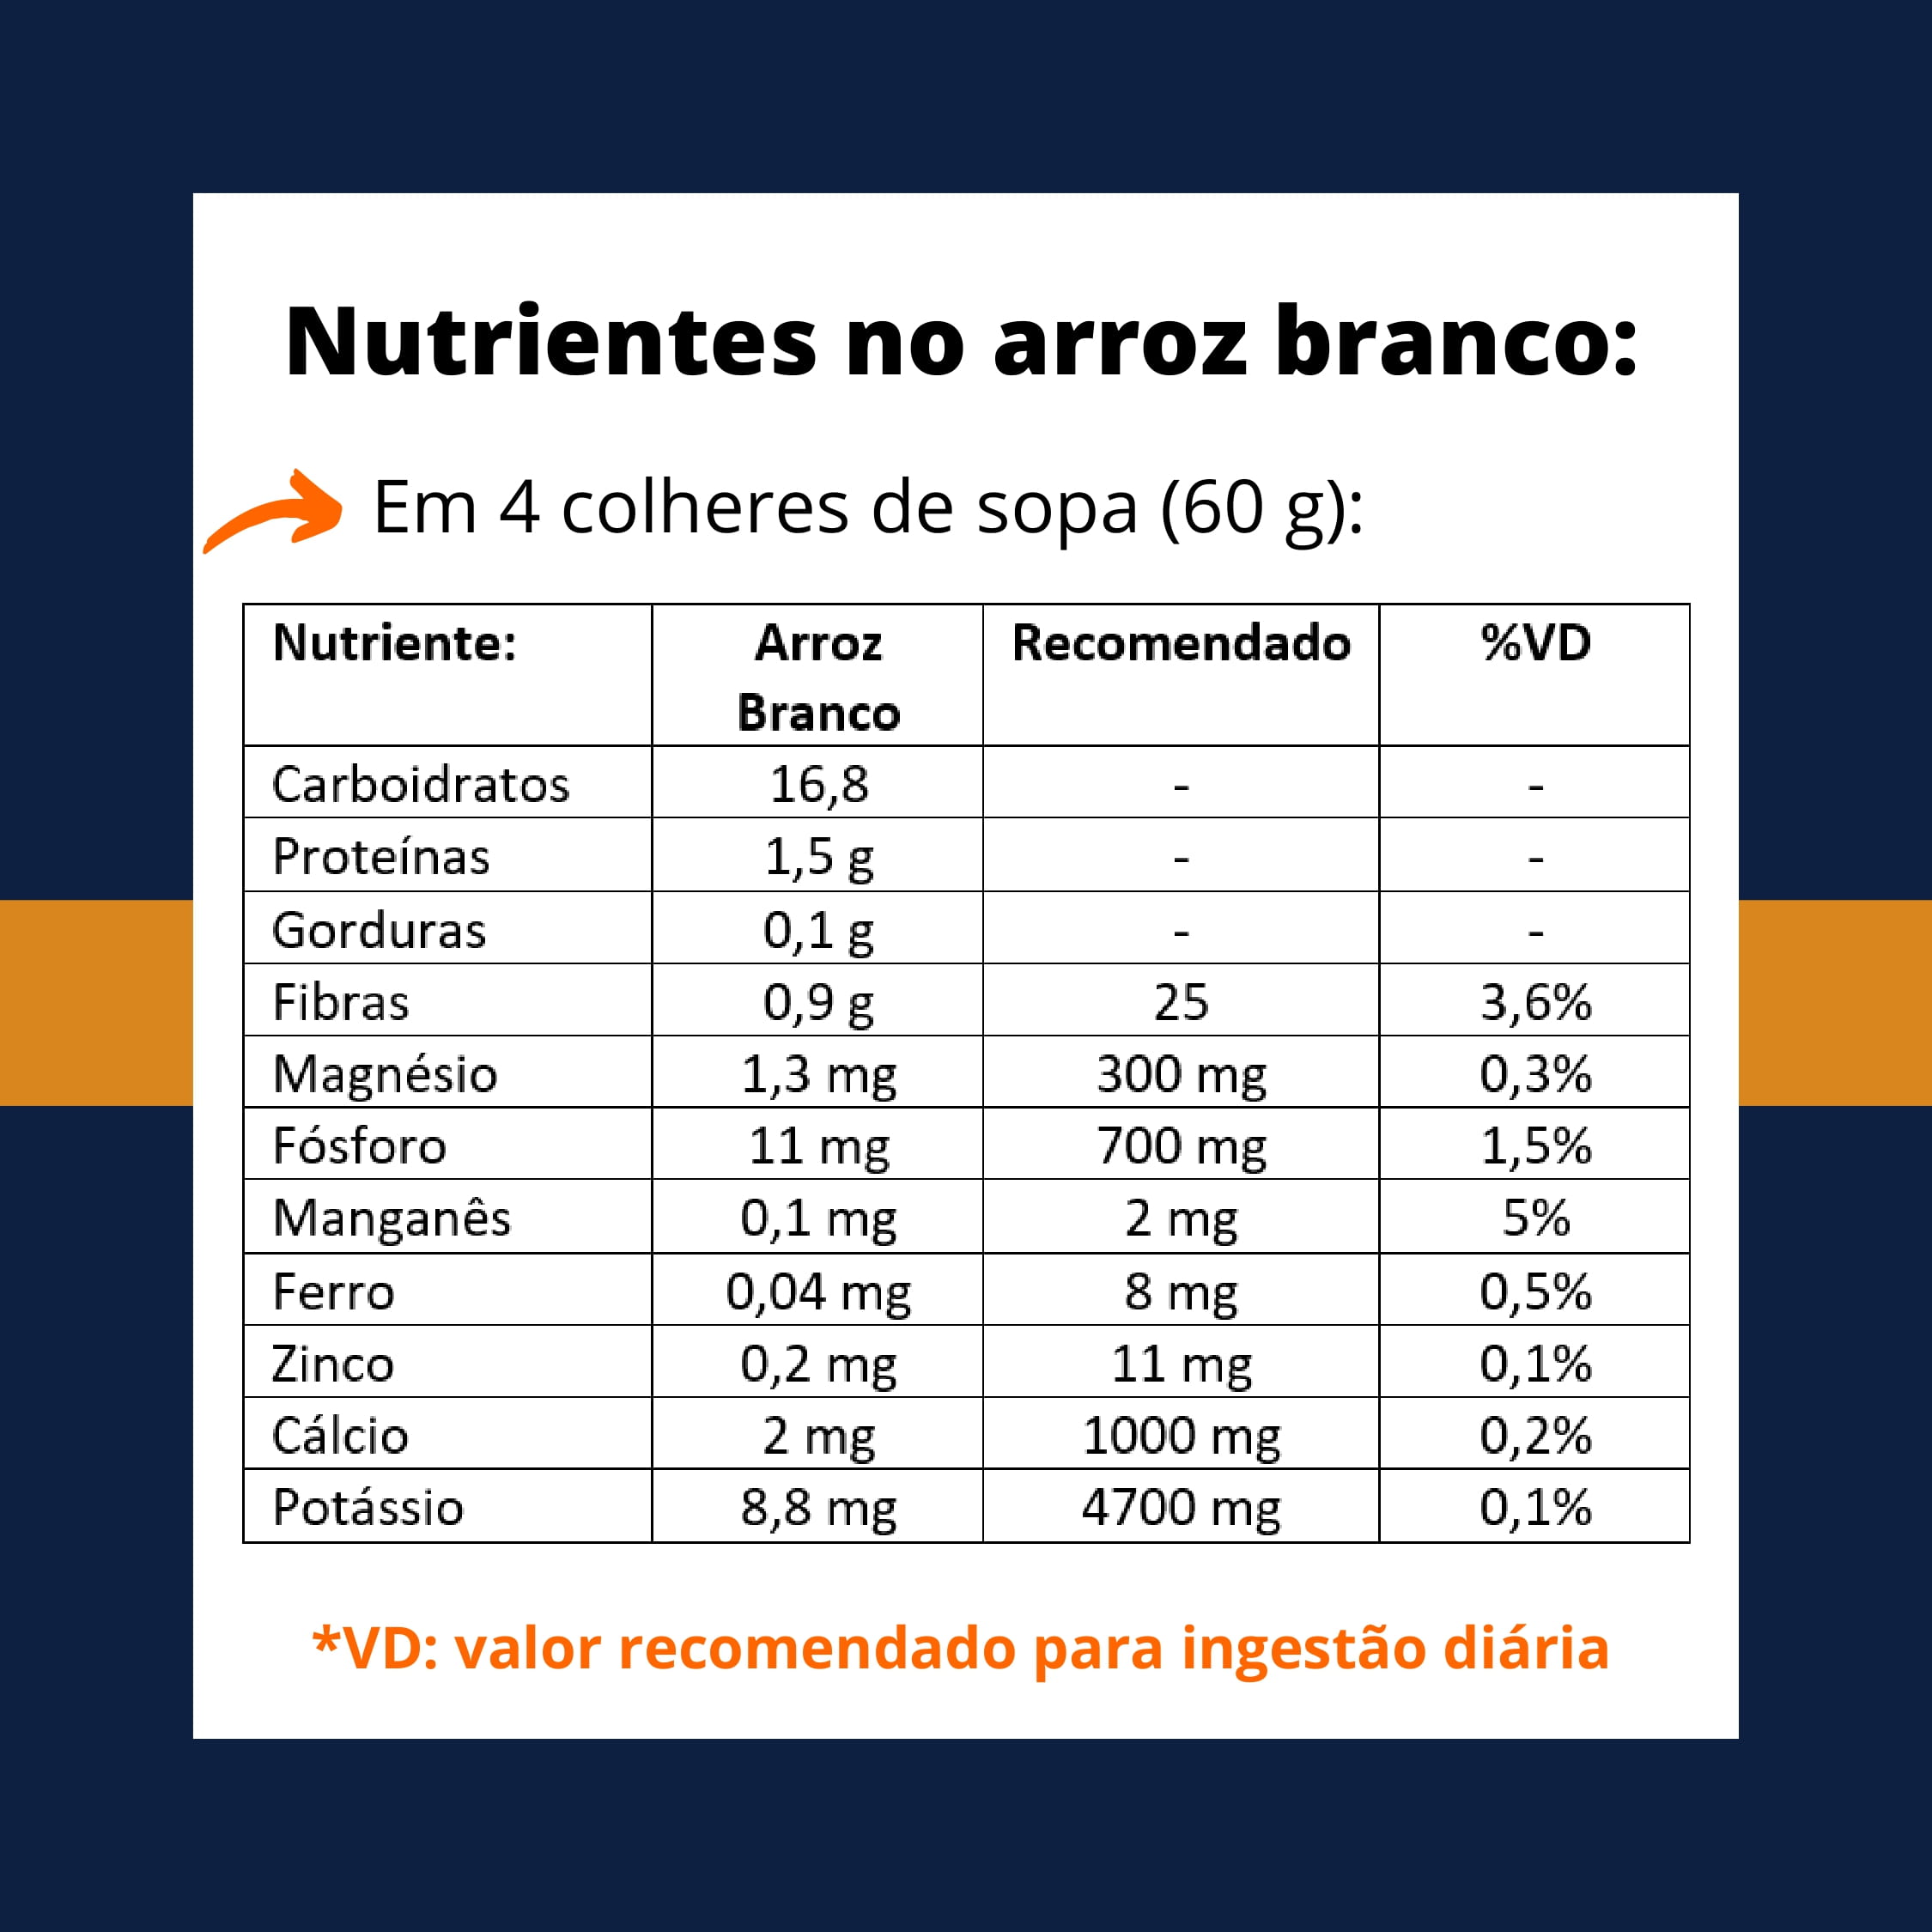 Nutrientes no arroz branco:
Em 4 colheres de sopa (60 g):
Nutriente: Arroz Branco Recomendado %VD
Carboidratos 16,8 - -
Proteínas 1,5 g - -
Gorduras 0,1 g - -
Fibras 0,9 g 25 3,6%
Magnésio 1,3 mg 300 mg 0,3%
Fósforo 11 mg 700 mg 1,5%
Manganês 0,1 mg 2 mg 5%
Ferro 0,04 mg 8 mg 0,5%
Zinco 0,2 mg 11 mg 0,1%
Cálcio 2 mg 1000 mg 0,2%
Potássio 8,8 mg 4700 mg 0,1%
*VD: valor recomendado para ingestão diária